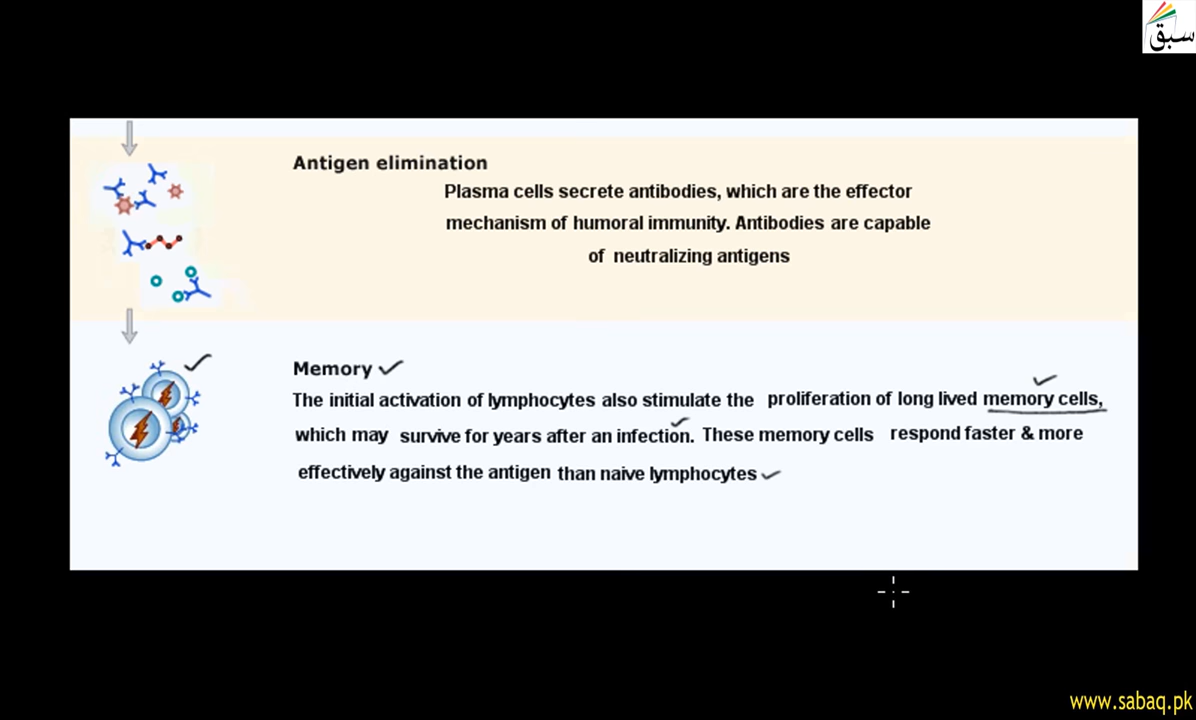 سبق
Antigen elimination
Plasma cells secrete antibodies, which are the effector
mechanism of humoral immunity. Antibodies are capable
of neutralizing antigens
Memory
The initial activation of lymphocytes also stimulate the proliferation of long lived memory cells,
which may survive for years after an infection. These memory cells respond faster & more
effectively against the antigen than naive lymphocytes
www.sabaq.pk